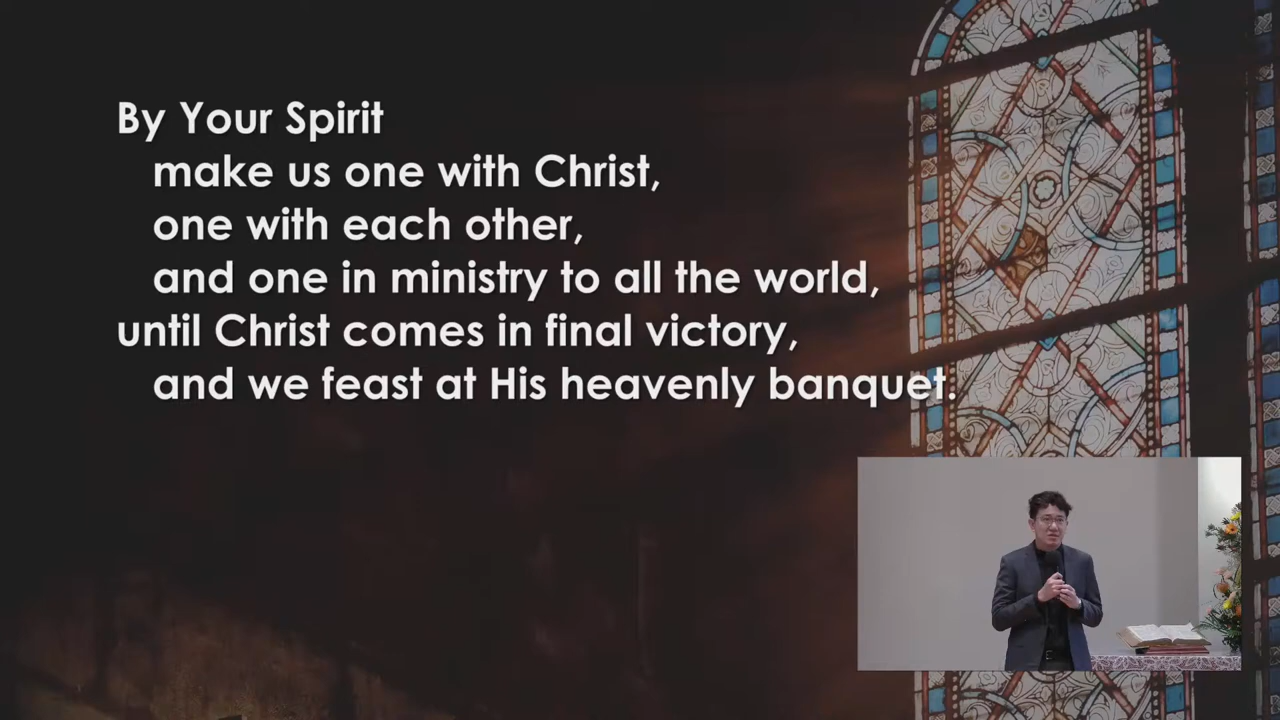 By Your Spirit
make us one with Christ,
one with each other,
and one in ministry to all the world,
until Christ comes in final victory,
and we feast at His heavenly banquet.